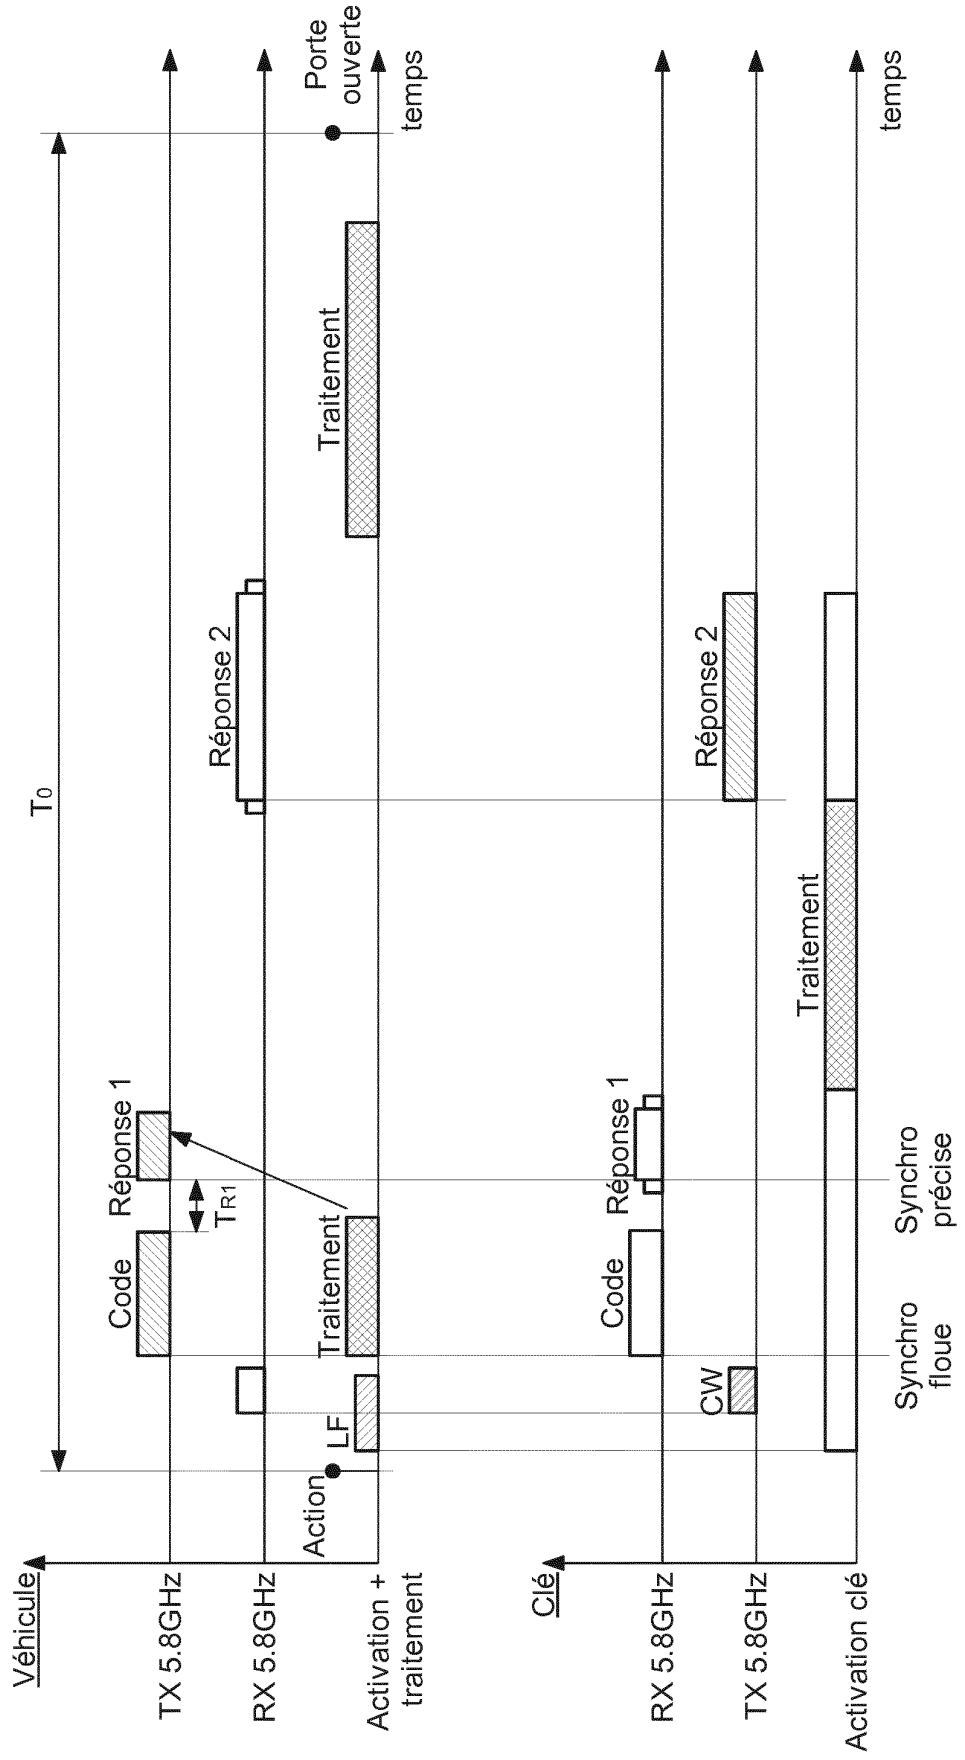 Véhicule
T0
TX 5.8GHz
Code
TR1
Réponse 1
RX 5.8GHz
Réponse 2
Activation +
traitement
Action
LF
Traitement
Traitement
Porte
ouverte
temps
Clé
RX 5.8GHz
Code
Réponse 1
TX 5.8GHz
CW
Réponse 2
Activation clé
Traitement
temps
Synchro
floue
Synchro
précise